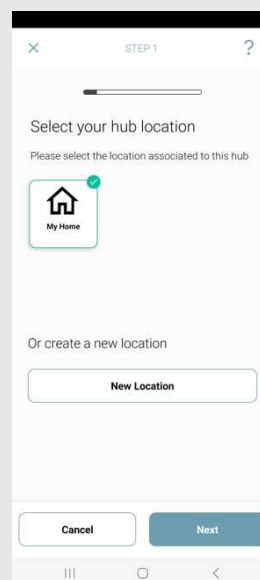 STEP 1
?
Select your hub location
Please select the location associated to this hub
My Home
Or create a new location
New Location
Cancel
Next